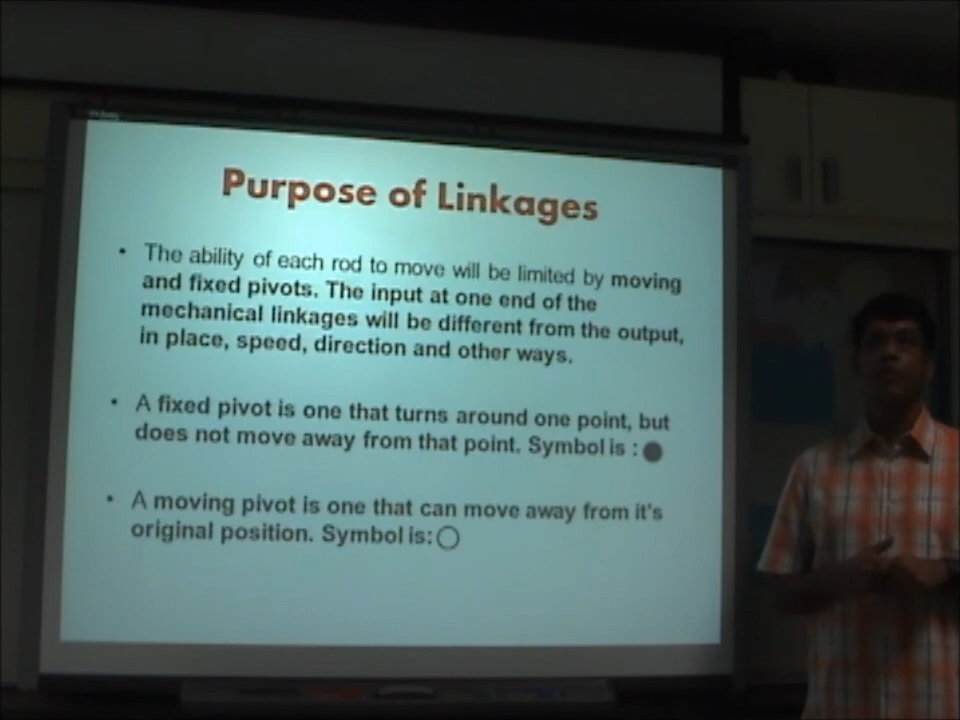 Purpose of Linkages
• The ability of each rod to move will be limited by moving
and fixed pivots. The input at one end of the
mechanical linkages will be different from the output,
in place, speed, direction and other ways.
• A fixed pivot is one that turns around one point, but
does not move away from that point. Symbol is :
• A moving pivot is one that can move away from it's
original position. Symbol is: